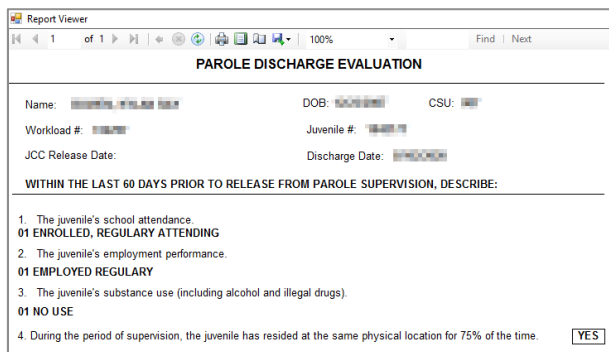 Report Viewer
1 of 1 100% Find | Next
PAROLE DISCHARGE EVALUATION
Name: DOB: CSU:
Workload #: Juvenile #:
JCC Release Date: Discharge Date:
WITHIN THE LAST 60 DAYS PRIOR TO RELEASE FROM PAROLE SUPERVISION, DESCRIBE:
1. The juvenile's school attendance.
01 ENROLLED, REGULARY ATTENDING
2. The juvenile's employment performance.
01 EMPLOYED REGULARY
3. The juvenile's substance use (including alcohol and illegal drugs).
01 NO USE
4. During the period of supervision, the juvenile has resided at the same physical location for 75% of the time. YES